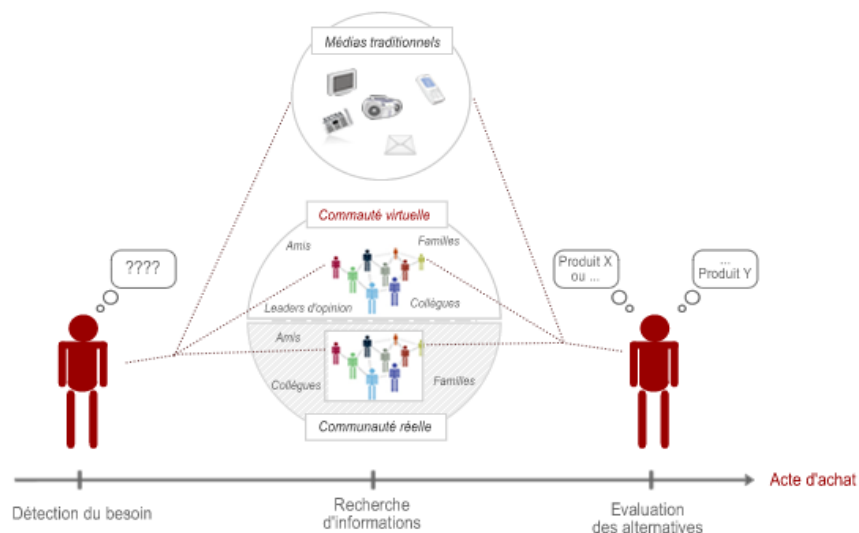 Médias traditionnels
Commauté virtuelle
Amis
Familles
Leaders d'opinion
Collègues
????
Produit X
ou ...
...
Produit Y
Amis
Collègues
Familles
Communauté réelle
Acte d'achat
Détection du besoin
Recherche
d'informations
Evaluation
des alternatives